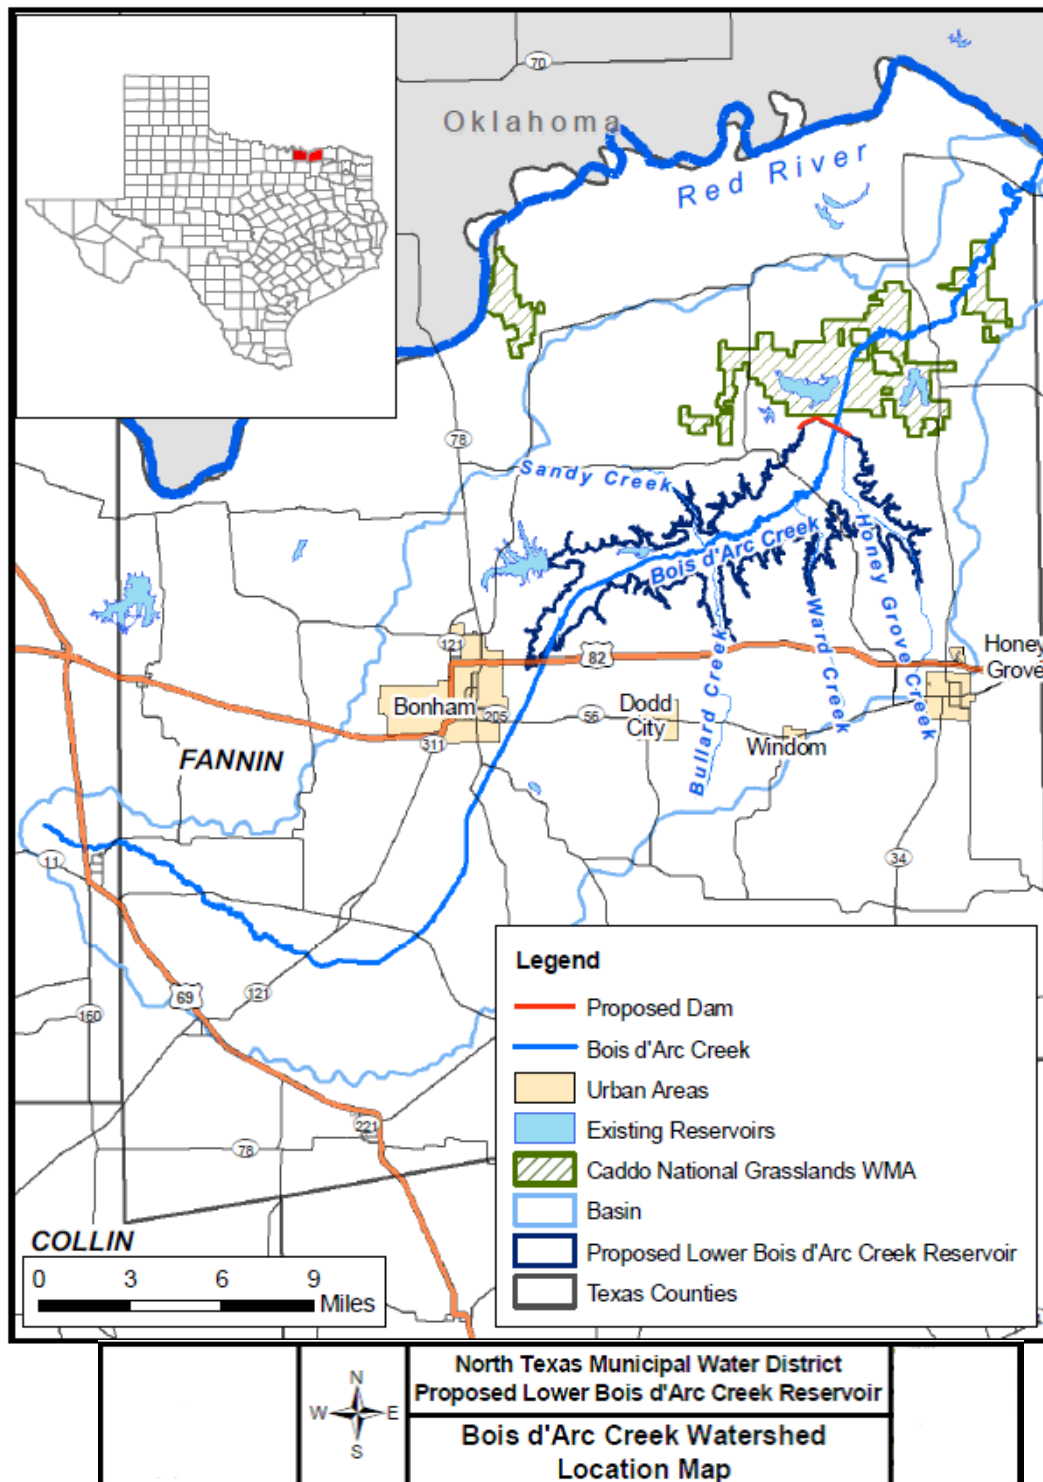 70
Oklahoma
Red River
78
Sandy Creek
Bois d'Arc Creek
Honey Grove Creek
Ward Creek
Bullard Creek
121
82
Honey
Grove
Bonham
205
56
Dodd
City
311
Windom
FANNIN
11
34
69
121
160
221
78
COLLIN
0 3 6 9
Miles
Legend
Proposed Dam
Bois d'Arc Creek
Urban Areas
Existing Reservoirs
Caddo National Grasslands WMA
Basin
Proposed Lower Bois d'Arc Creek Reservoir
Texas Counties
N
W E
S
North Texas Municipal Water District
Proposed Lower Bois d'Arc Creek Reservoir
Bois d'Arc Creek Watershed
Location Map